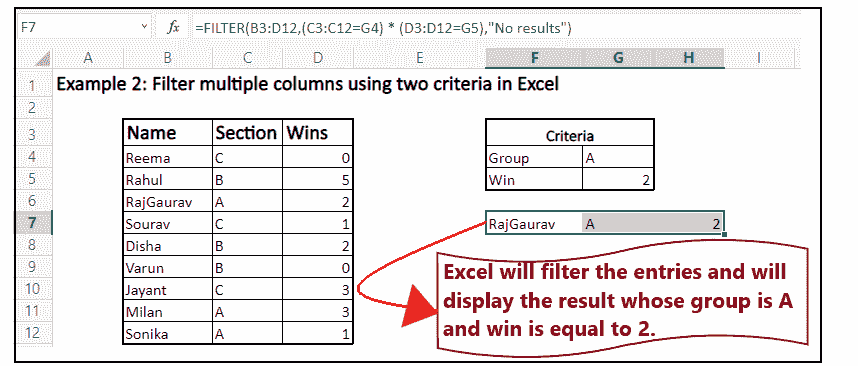 F7 fx =FILTER(B3:D12,(C3:C12=G4) * (D3:D12=G5),"No results")
A B C D E F G H I
1 Example 2: Filter multiple columns using two criteria in Excel
2
3 Name Section Wins Criteria
4 Reema C 0 Group A
5 Rahul B 5 Win 2
6 RajGaurav A 2
7 Sourav C 1 RajGaurav A 2
8 Disha B 2
9 Varun B 0
10 Jayant C 3
11 Milan A 3
12 Sonika A 1
Excel will filter the entries and will
display the result whose group is A
and win is equal to 2.